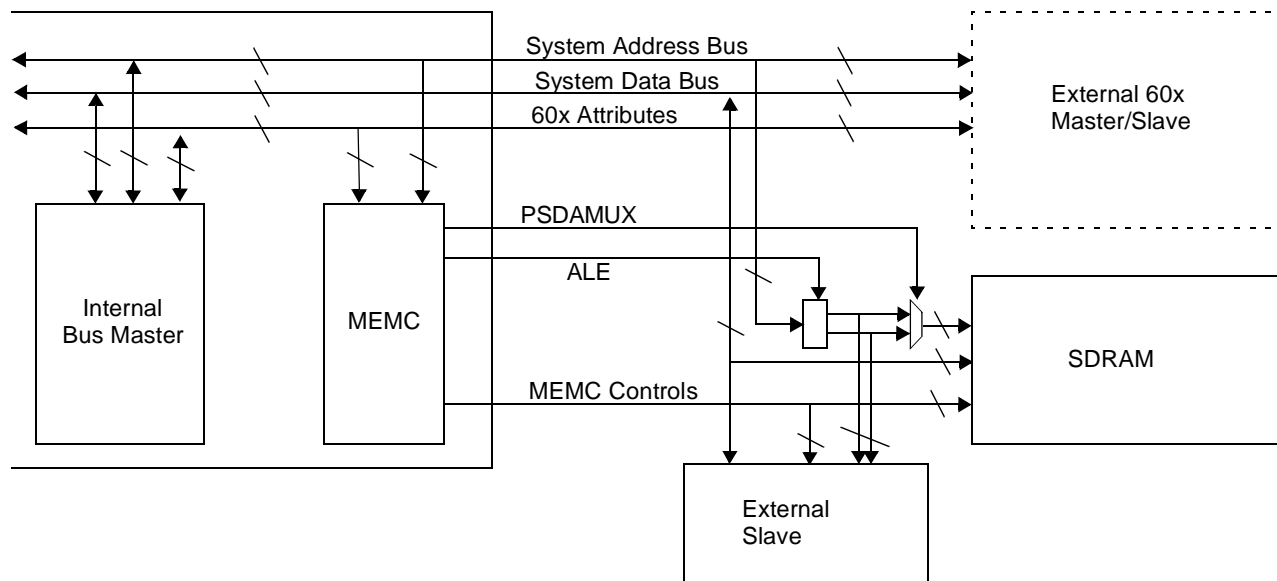 System Address Bus
System Data Bus
60x Attributes
External 60x
Master/Slave
PSDAMUX
ALE
Internal
Bus Master
MEMC
SDRAM
MEMC Controls
External
Slave